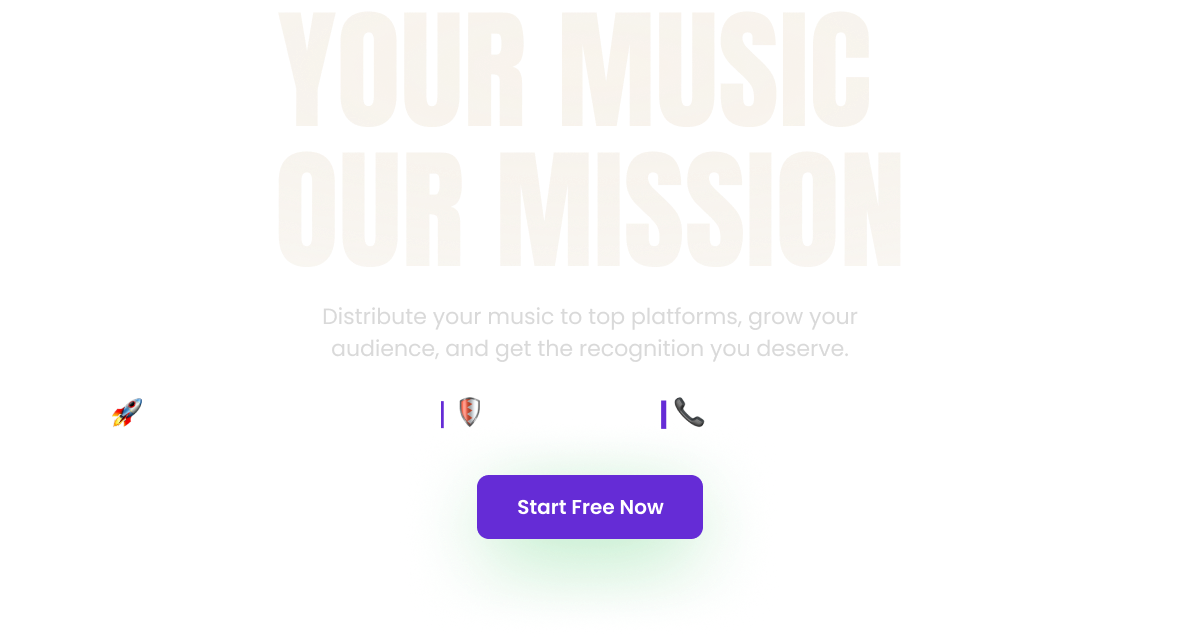 YOUR MUSIC
OUR MISSION
Distribute your music to top platforms, grow your
audience, and get the recognition you deserve.
Start Free Now